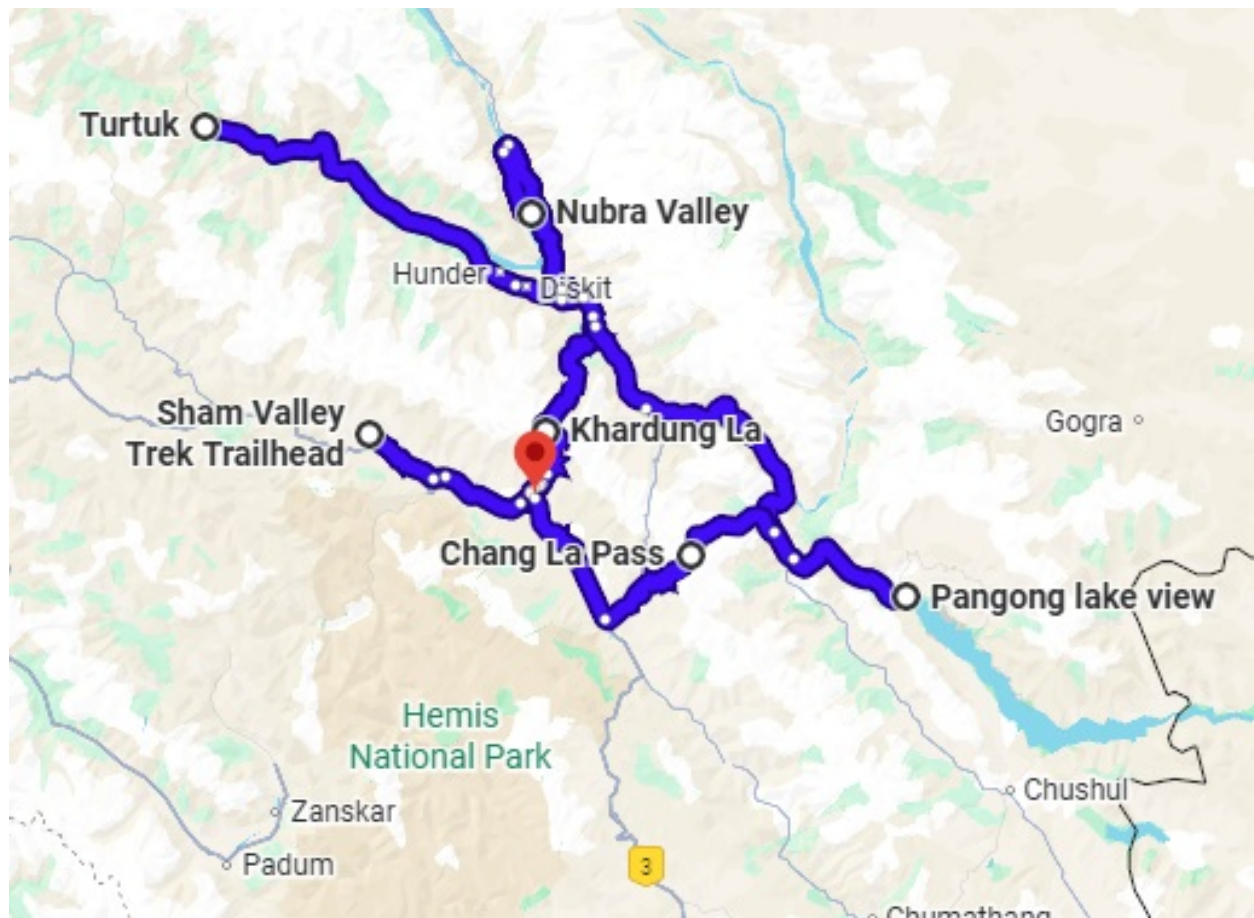 Turtuk
Nubra Valley
Hunder
Diskit
Sham Valley
Trek Trailhead
Khardung La
Gogra
Chang La Pass
Pangong lake view
Hemis
National Park
Chushul
Zanskar
Padum
3
Chumathang